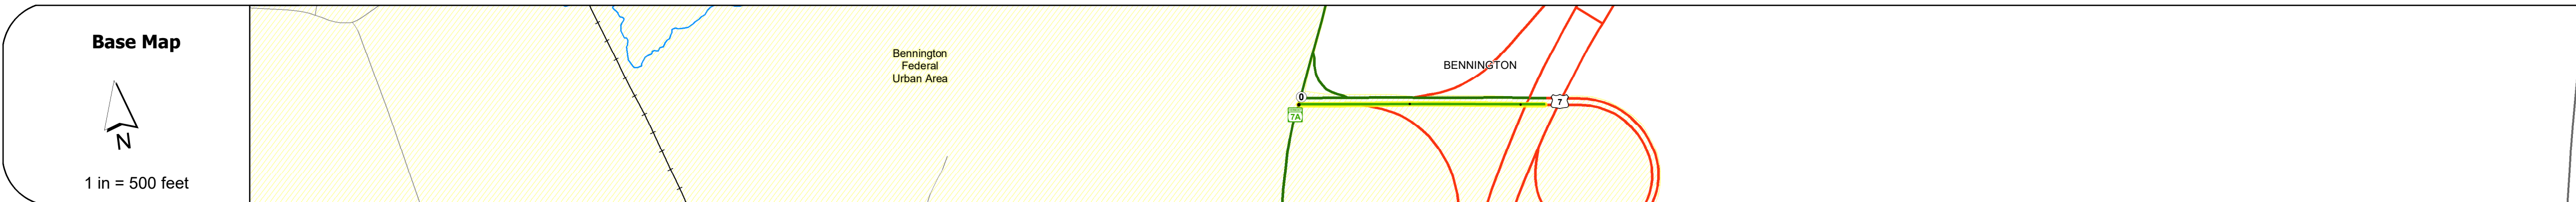 Base Map
N
1 in = 500 feet
Bennington
Federal
Urban Area
BENNINGTON
0
7A
7